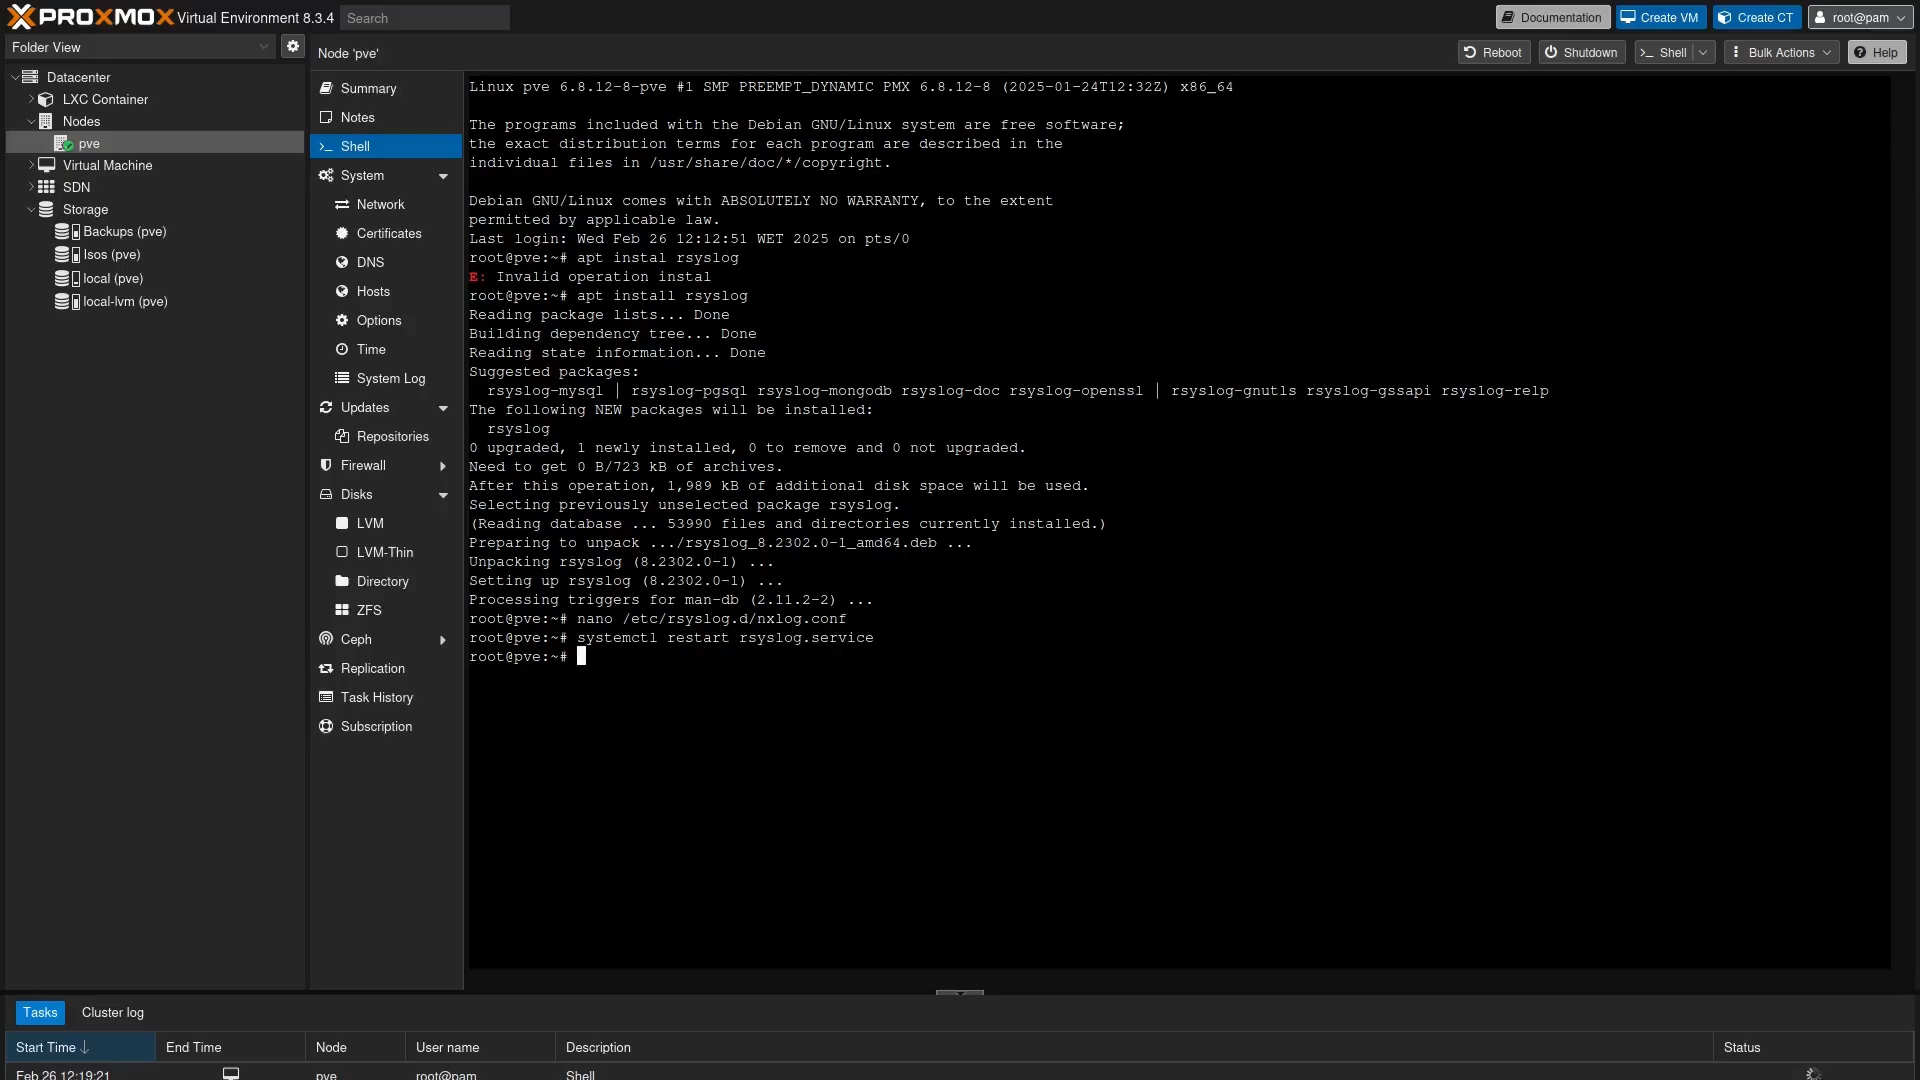 PROXMOX Virtual Environment 8.3.4 Search
Documentation Create VM Create CT root@pam
Folder View
Node 'pve'
Reboot Shutdown Shell Bulk Actions Help
Datacenter
LXC Container
Nodes
pve
Virtual Machine
SDN
Storage
Backups (pve)
Isos (pve)
local (pve)
local-lvm (pve)
Summary
Notes
Shell
System
Network
Certificates
DNS
Hosts
Options
Time
System Log
Updates
Repositories
Firewall
Disks
LVM
LVM-Thin
Directory
ZFS
Ceph
Replication
Task History
Subscription
Linux pve 6.8.12-8-pve #1 SMP PREEMPT_DYNAMIC PMX 6.8.12-8 (2025-01-24T12:32Z) x86_64
The programs included with the Debian GNU/Linux system are free software;
the exact distribution terms for each program are described in the
individual files in /usr/share/doc/*/copyright.
Debian GNU/Linux comes with ABSOLUTELY NO WARRANTY, to the extent
permitted by applicable law.
Last login: Wed Feb 26 12:12:51 WET 2025 on pts/0
root@pve:~# apt instal rsyslog
E: Invalid operation instal
root@pve:~# apt install rsyslog
Reading package lists... Done
Building dependency tree... Done
Reading state information... Done
Suggested packages:
rsyslog-mysql | rsyslog-pgsql rsyslog-mongodb rsyslog-doc rsyslog-openssl | rsyslog-gnutls rsyslog-gssapi rsyslog-relp
The following NEW packages will be installed:
rsyslog
0 upgraded, 1 newly installed, 0 to remove and 0 not upgraded.
Need to get 0 B/723 kB of archives.
After this operation, 1,989 kB of additional disk space will be used.
Selecting previously unselected package rsyslog.
(Reading database ... 53990 files and directories currently installed.)
Preparing to unpack .../rsyslog_8.2302.0-1_amd64.deb ...
Unpacking rsyslog (8.2302.0-1) ...
Setting up rsyslog (8.2302.0-1) ...
Processing triggers for man-db (2.11.2-2) ...
root@pve:~# nano /etc/rsyslog.d/nxlog.conf
root@pve:~# systemctl restart rsyslog.service
root@pve:~#
Tasks Cluster log
Start Time End Time Node User name Description Status
Feb 26 12:19:21 pve root@pam Shell